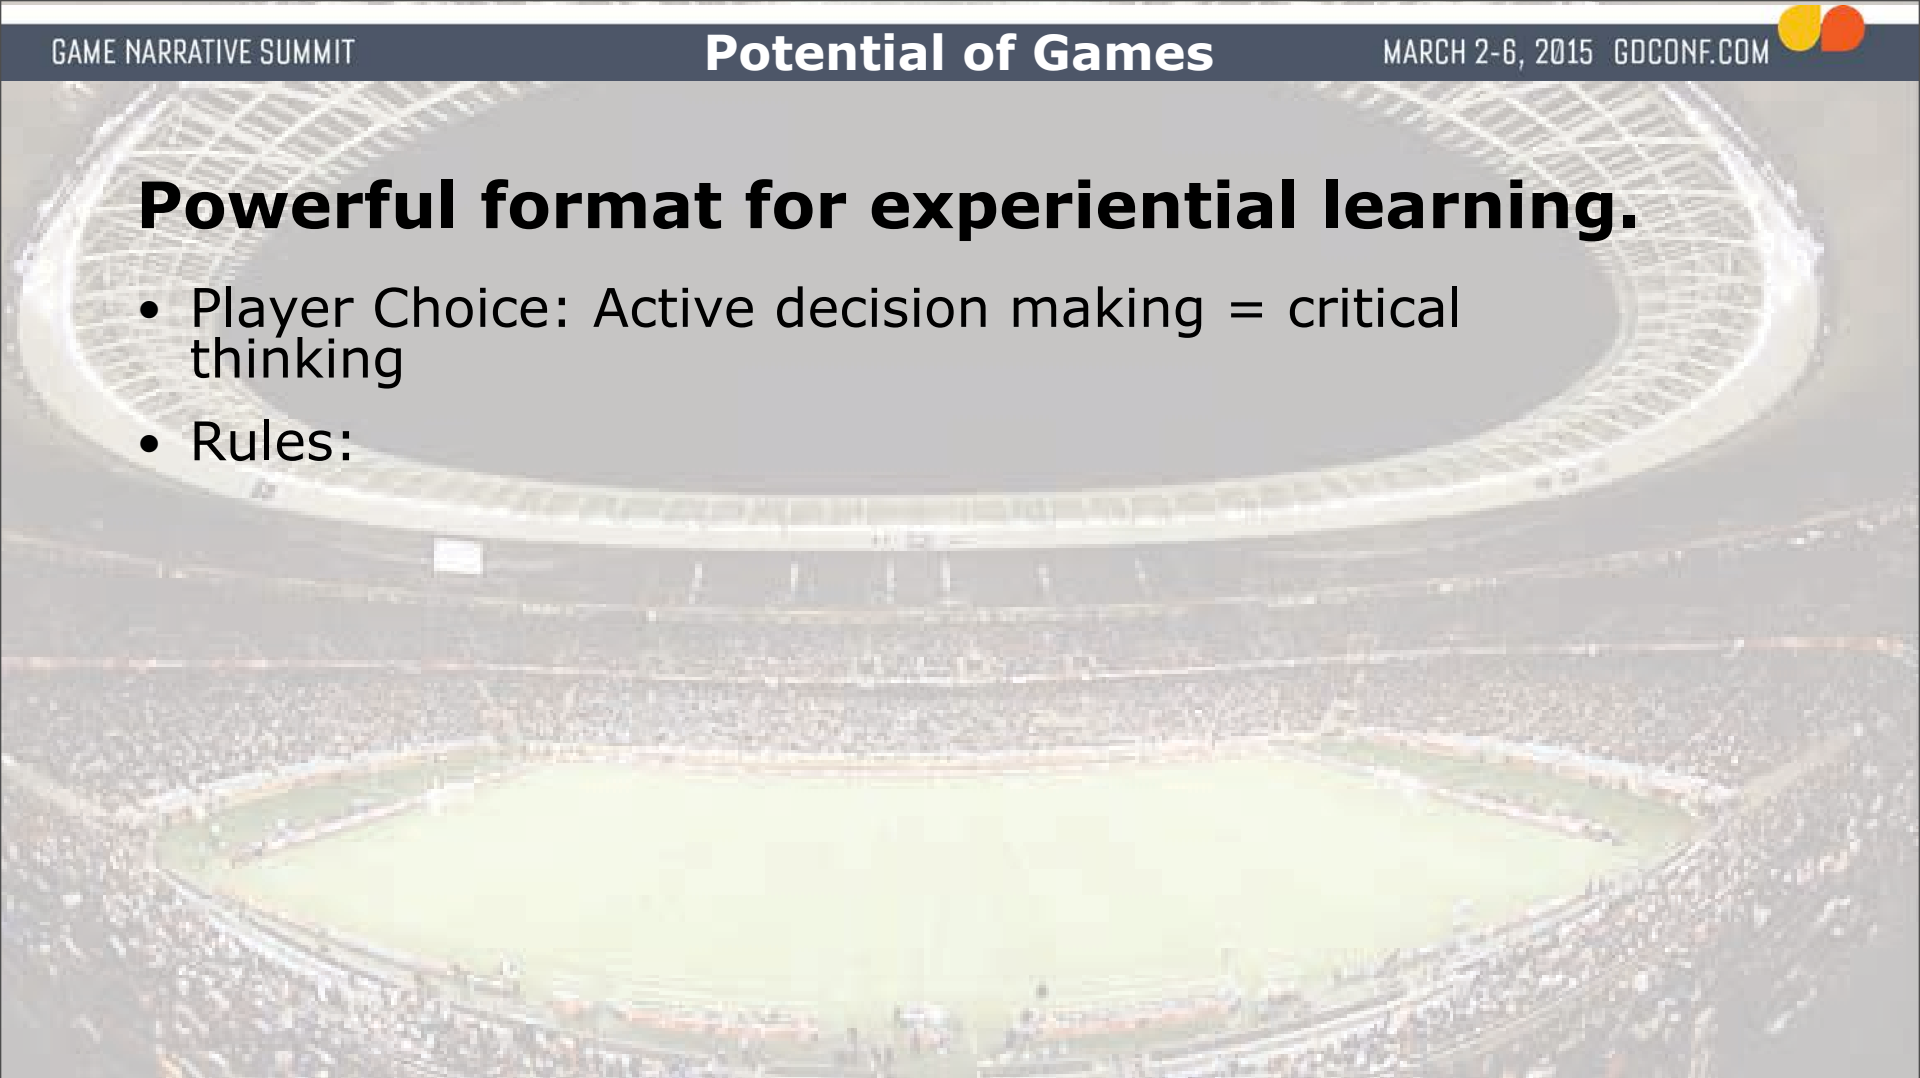 GAME NARRATIVE SUMMIT
Potential of Games
MARCH 2-6, 2015 GDCONF.COM
Powerful format for experiential learning.
• Player Choice: Active decision making = critical
thinking
• Rules: